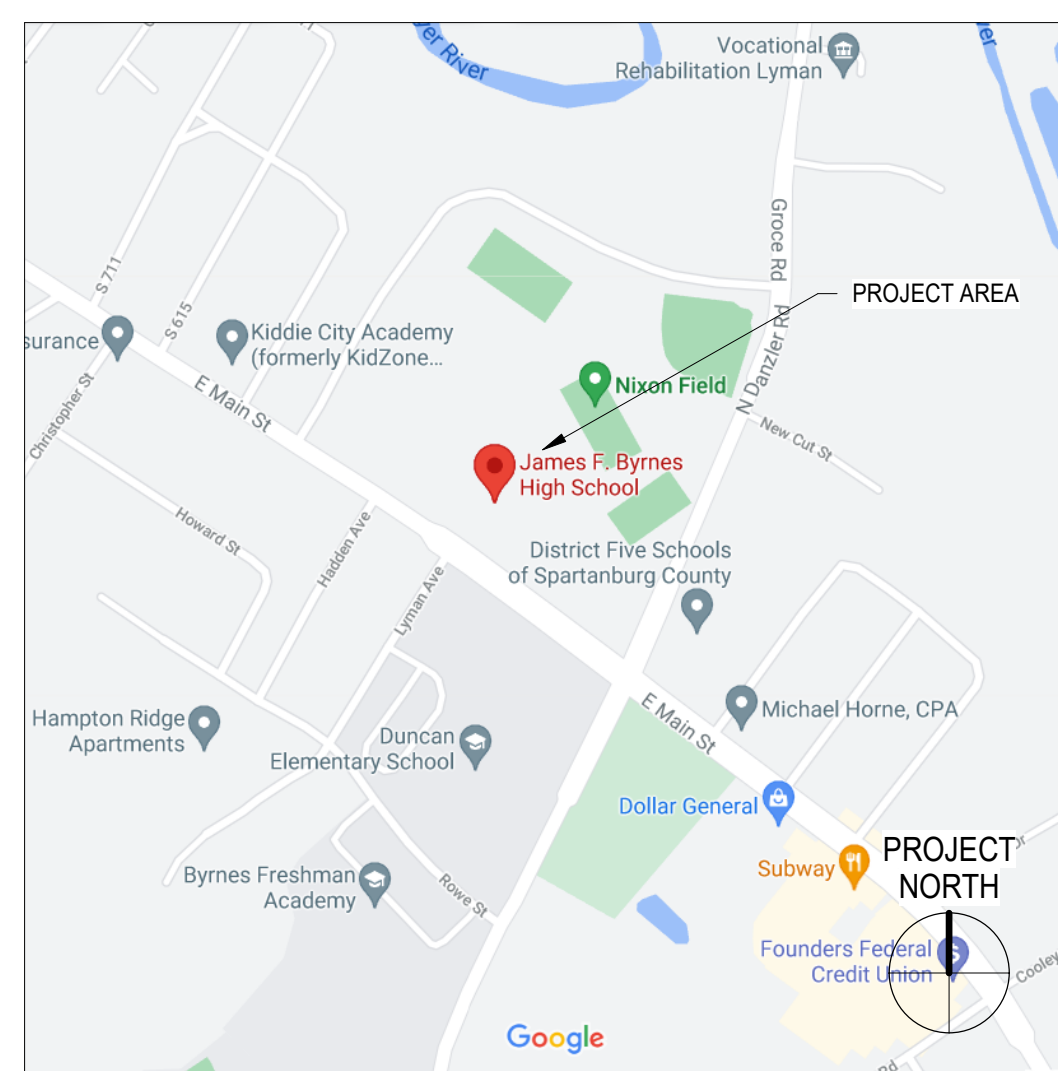 Vocational
Rehabilitation Lyman
yer River
er
Groce Rd
S 711
S 615
PROJECT AREA
surance
Kiddie City Academy
(formerly KidZone...
Nixon Field
N Danzler Rd
Christopher St
E Main St
New Cut St
James F. Byrnes
High School
Howard St
Hadden Ave
Lyman Ave
District Five Schools
of Spartanburg County
E Main St
Michael Horne, CPA
Hampton Ridge
Apartments
Duncan
Elementary School
Dollar General
PROJECT
NORTH
Subway
Byrnes Freshman
Academy
Rowe St
Founders Federal
Credit Union
Cooley
Google
Rd